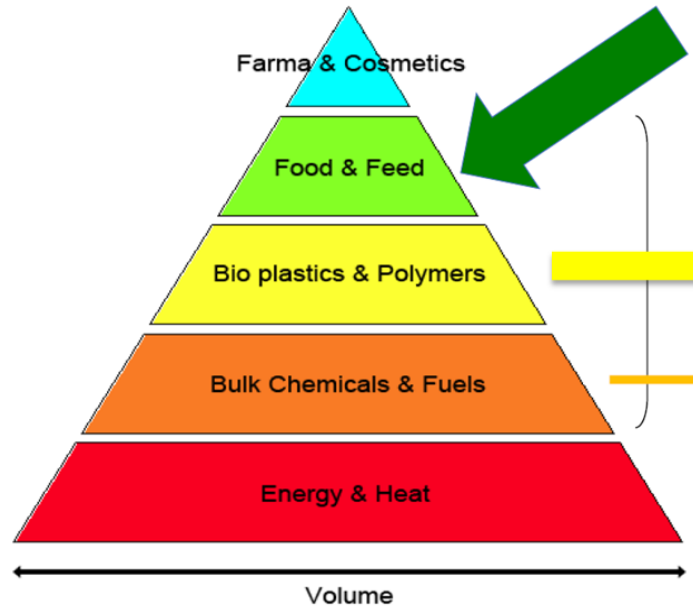 Farma & Cosmetics
Food & Feed
Bio plastics & Polymers
Bulk Chemicals & Fuels
Energy & Heat
Volume